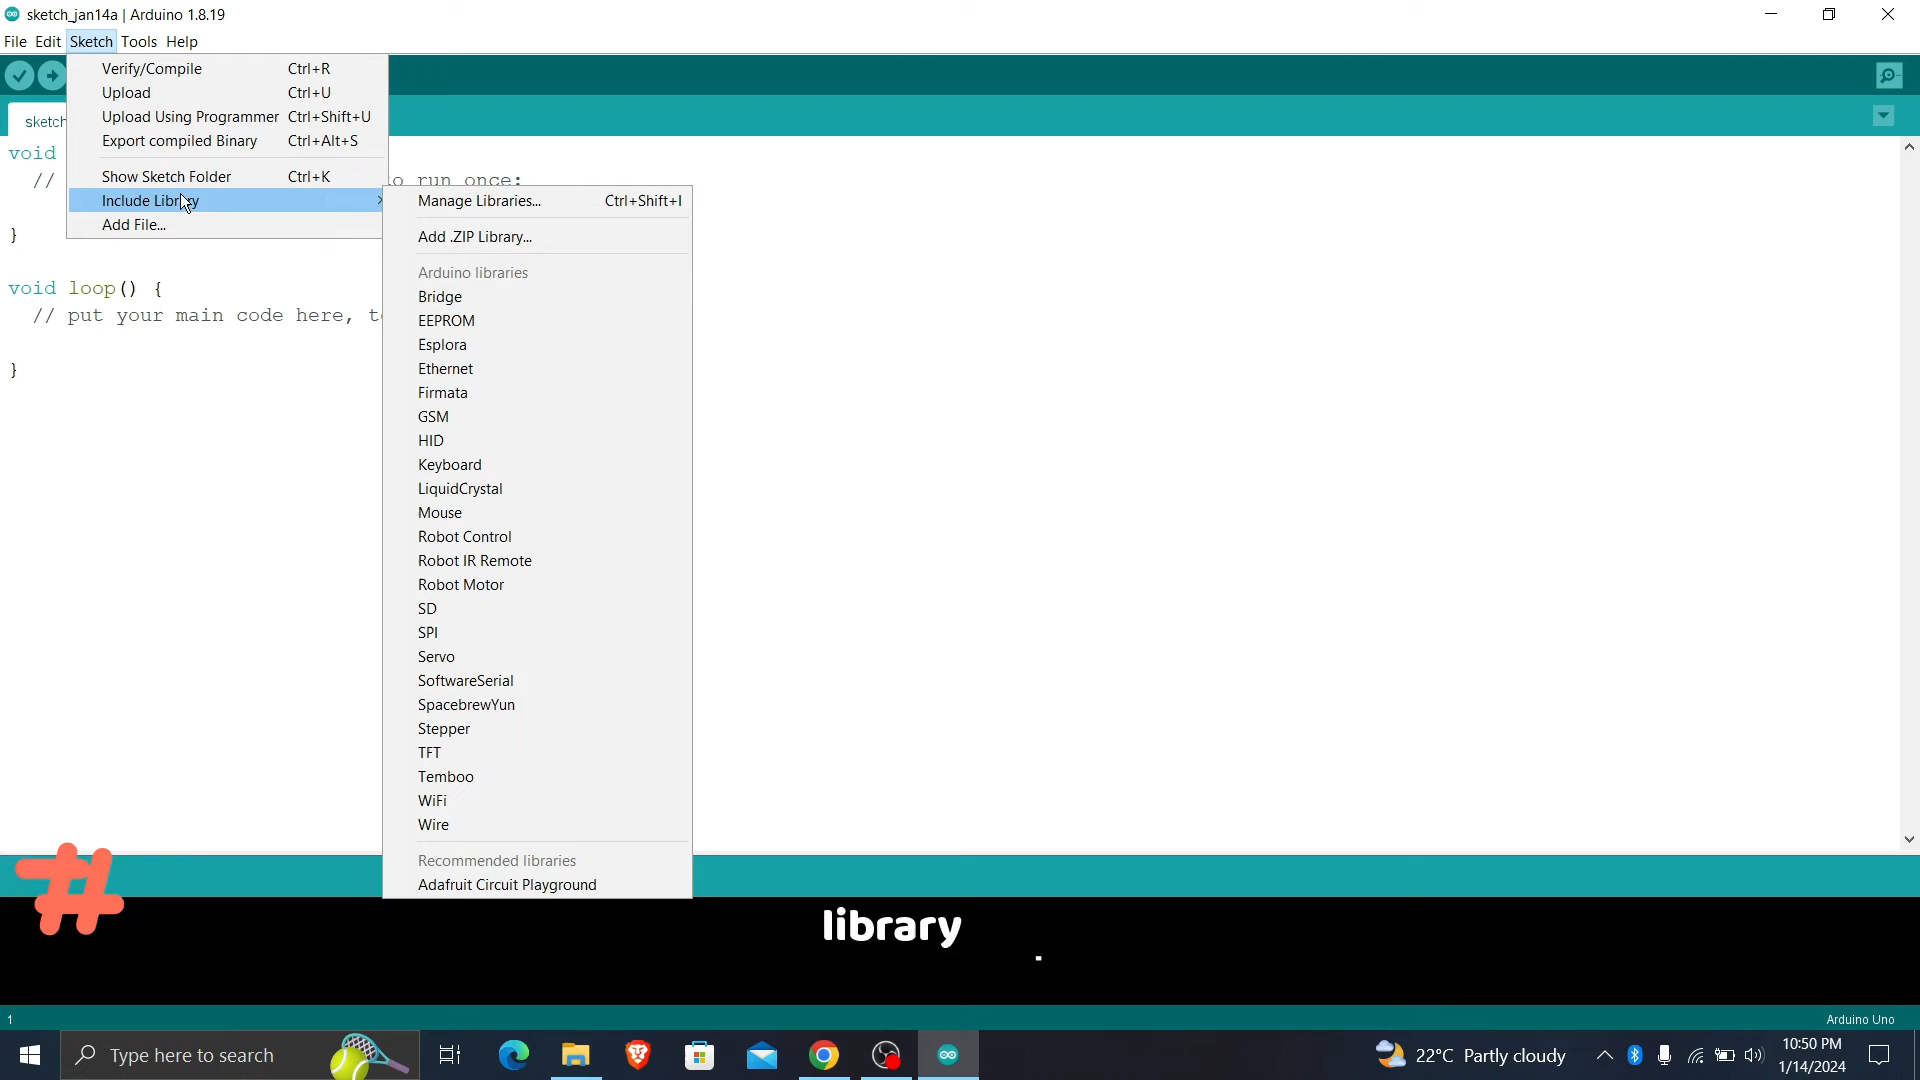 sketch_jan14a | Arduino 1.8.19
File Edit Sketch Tools Help
Verify/Compile Ctrl+R
Upload Ctrl+U
Upload Using Programmer Ctrl+Shift+U
Export compiled Binary Ctrl+Alt+S
Show Sketch Folder Ctrl+K
Include Library
Add File...
sketch
void
// o run once:
}
void loop() {
// put your main code here, to
}
Manage Libraries... Ctrl+Shift+I
Add .ZIP Library...
Arduino libraries
Bridge
EEPROM
Esplora
Ethernet
Firmata
GSM
HID
Keyboard
LiquidCrystal
Mouse
Robot Control
Robot IR Remote
Robot Motor
SD
SPI
Servo
SoftwareSerial
SpacebrewYun
Stepper
TFT
Temboo
WiFi
Wire
Recommended libraries
Adafruit Circuit Playground
library
1
Arduino Uno
Type here to search
22°C Partly cloudy
10:50 PM
1/14/2024